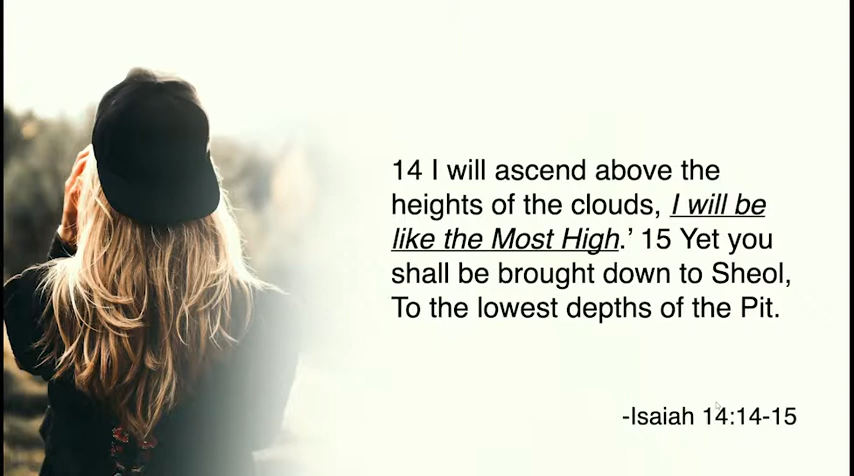 14 I will ascend above the
heights of the clouds, I will be
like the Most High.’ 15 Yet you
shall be brought down to Sheol,
To the lowest depths of the Pit.
-Isaiah 14:14-15